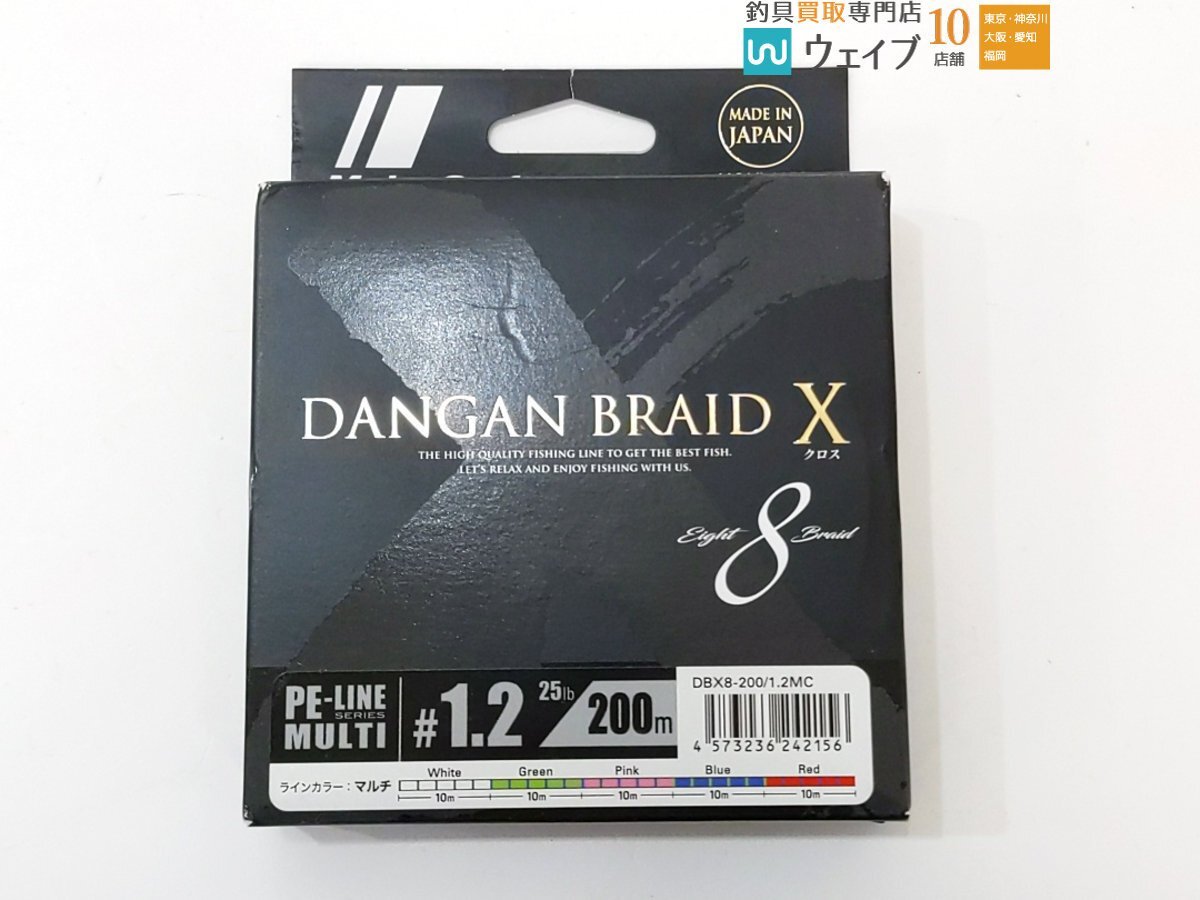 釣具買取専門店
ウェイブ
10
店舗
東京・神奈川
大阪・愛知
福岡
MADE IN
JAPAN
DANGAN BRAID X
クロス
THE HIGH QUALITY FISHING LINE TO GET THE BEST FISH.
LET'S RELAX AND ENJOY FISHING WITH US.
Eight 8 Braid
PE-LINE
SERIES
MULTI
#1.2
25lb
200m
DBX8-200/1.2MC
4 573236 242156
ラインカラー：マルチ
White Green Pink Blue Red
10m 10m 10m 10m 10m